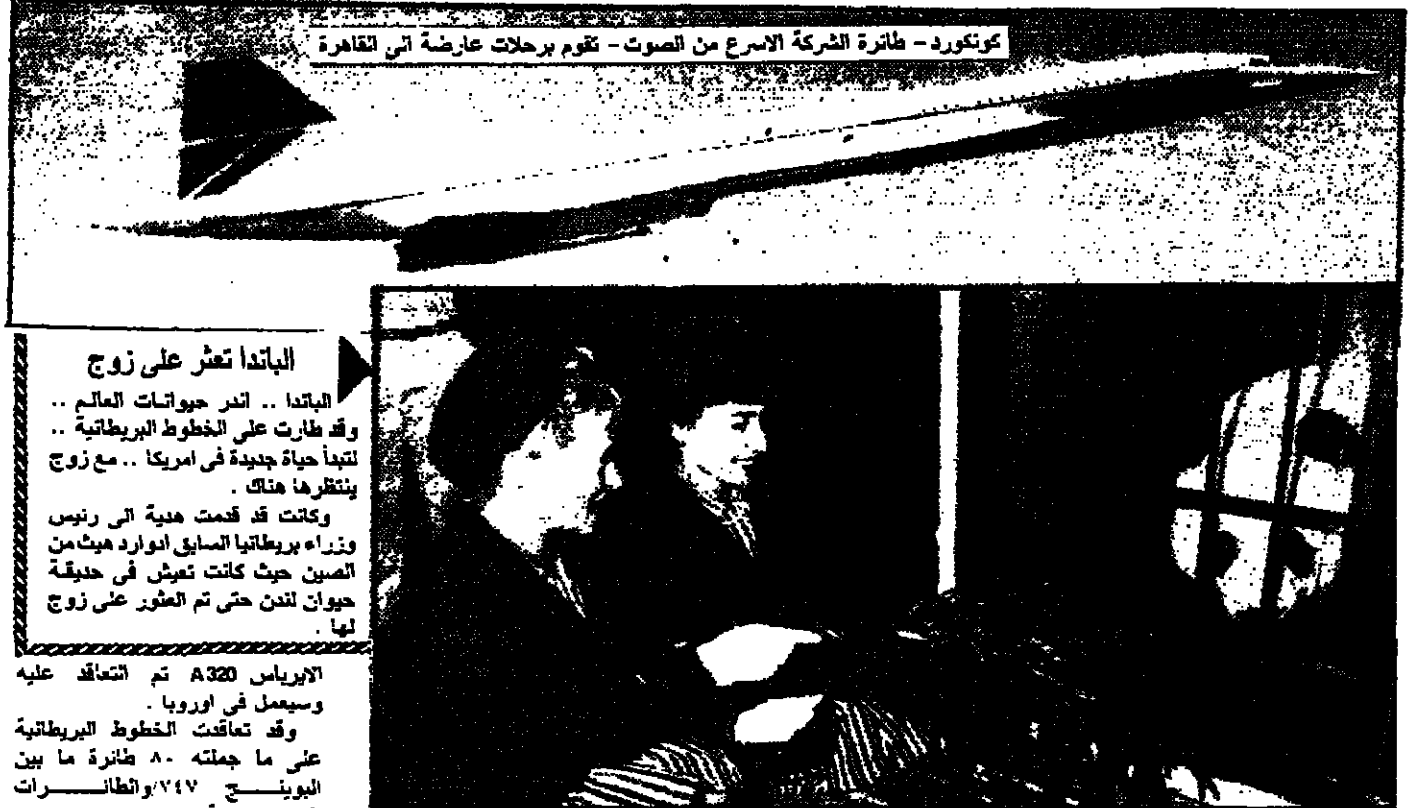 كونكورد - طائرة الشركة الاسرع من الصوت - تقوم برحلات عارضة الى القاهرة
الباندا تعثر على زوج
الباندا .. اندر حيوانات العالم ..
وقد طارت على الخطوط البريطانية ..
لتبدأ حياة جديدة فى امريكا .. مع زوج
ينتظرها هناك .
وكانت قد قدمت هدية الى رئيس
وزراء بريطانيا السابق ادوارد هيث من
الصين حيث كانت تعيش فى حديقة
حيوان لندن حتى تم العثور على زوج
لها .
الايرباس A320 تم التعاقد عليه
وسيعمل فى اوروبا .
وقد تعاقدت الخطوط البريطانية
على ما جملته ٨٠ طائرة ما بين
البوينج ٧٤٧/والطائرات